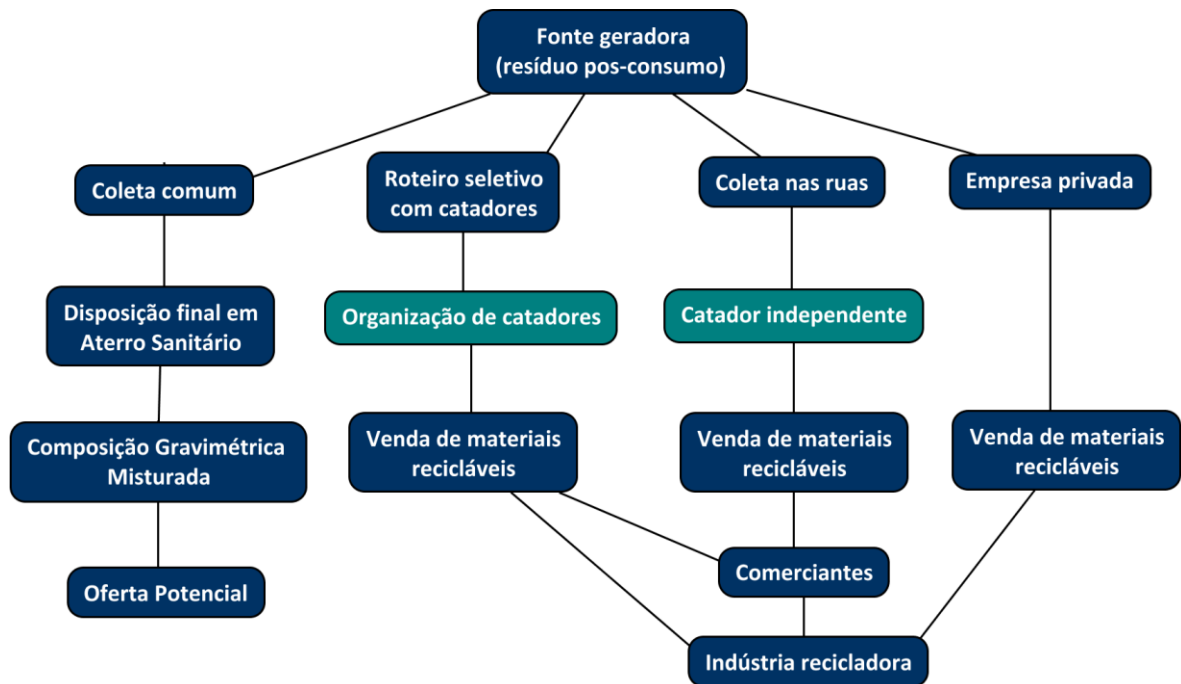 Fonte geradora
(resíduo pos-consumo)
Coleta comum
Roteiro seletivo
com catadores
Coleta nas ruas
Empresa privada
Disposição final em
Aterro Sanitário
Organização de catadores
Catador independente
Composição Gravimétrica
Misturada
Venda de materiais
recicláveis
Venda de materiais
recicláveis
Venda de materiais
recicláveis
Oferta Potencial
Comerciantes
Indústria recicladora